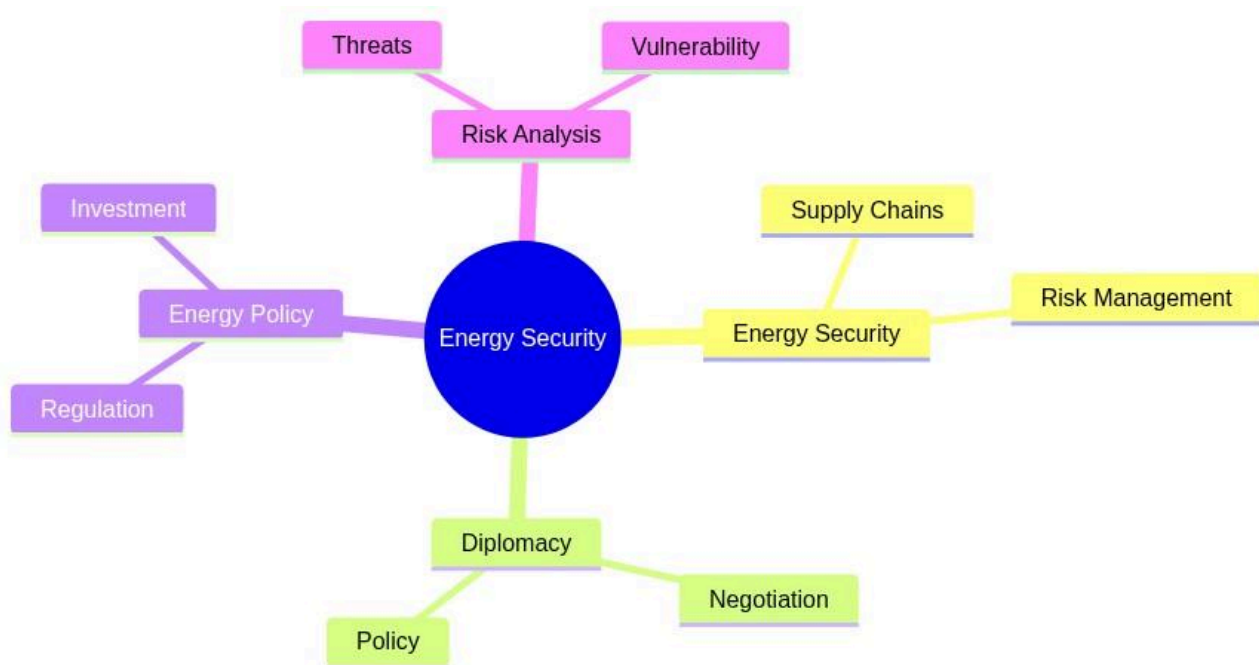 Threats
Vulnerability
Risk Analysis
Investment
Supply Chains
Risk Management
Energy Policy
Energy Security
Energy Security
Regulation
Diplomacy
Negotiation
Policy